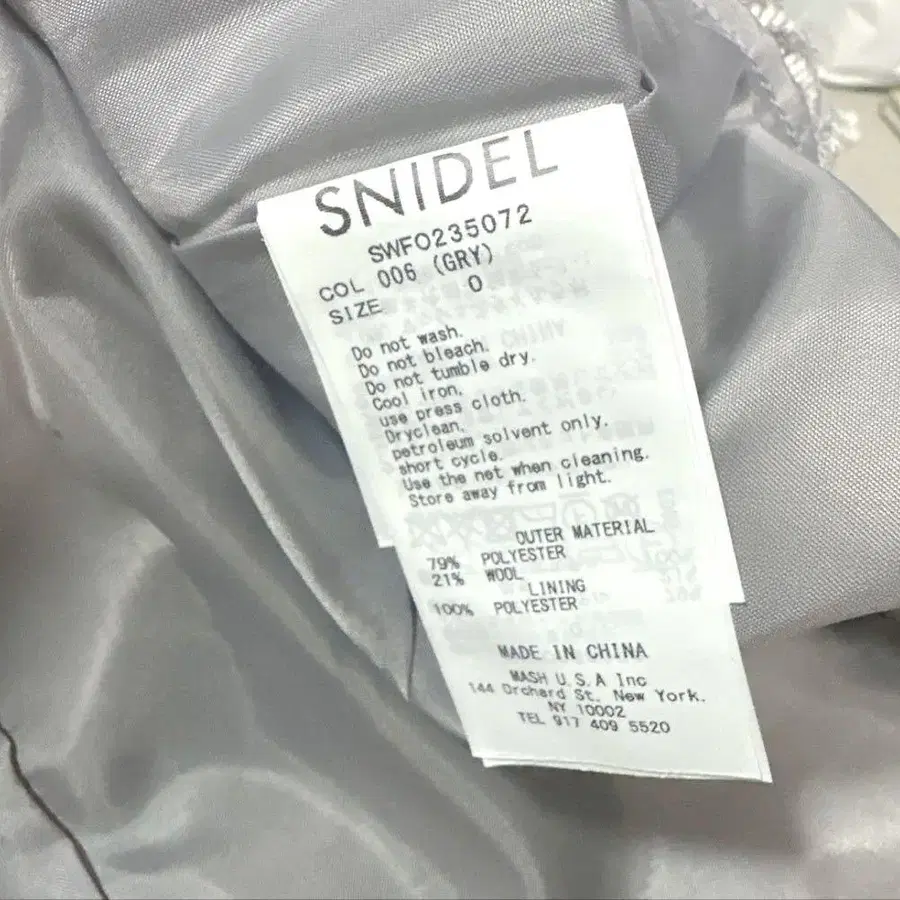 SNIDEL
SWFO235072
COL 006 (GRY)
SIZE 0
Do not wash.
Do not bleach.
Do not tumble dry.
Cool iron.
use press cloth.
Dryclean.
petroleum solvent only.
short cycle.
Use the net when cleaning.
Store away from light.
OUTER MATERIAL
79% POLYESTER
21% WOOL
LINING
100% POLYESTER
MADE IN CHINA
MASH U.S.A Inc
144 Orchard St. New York.
NY 10002
TEL 917 409 5520